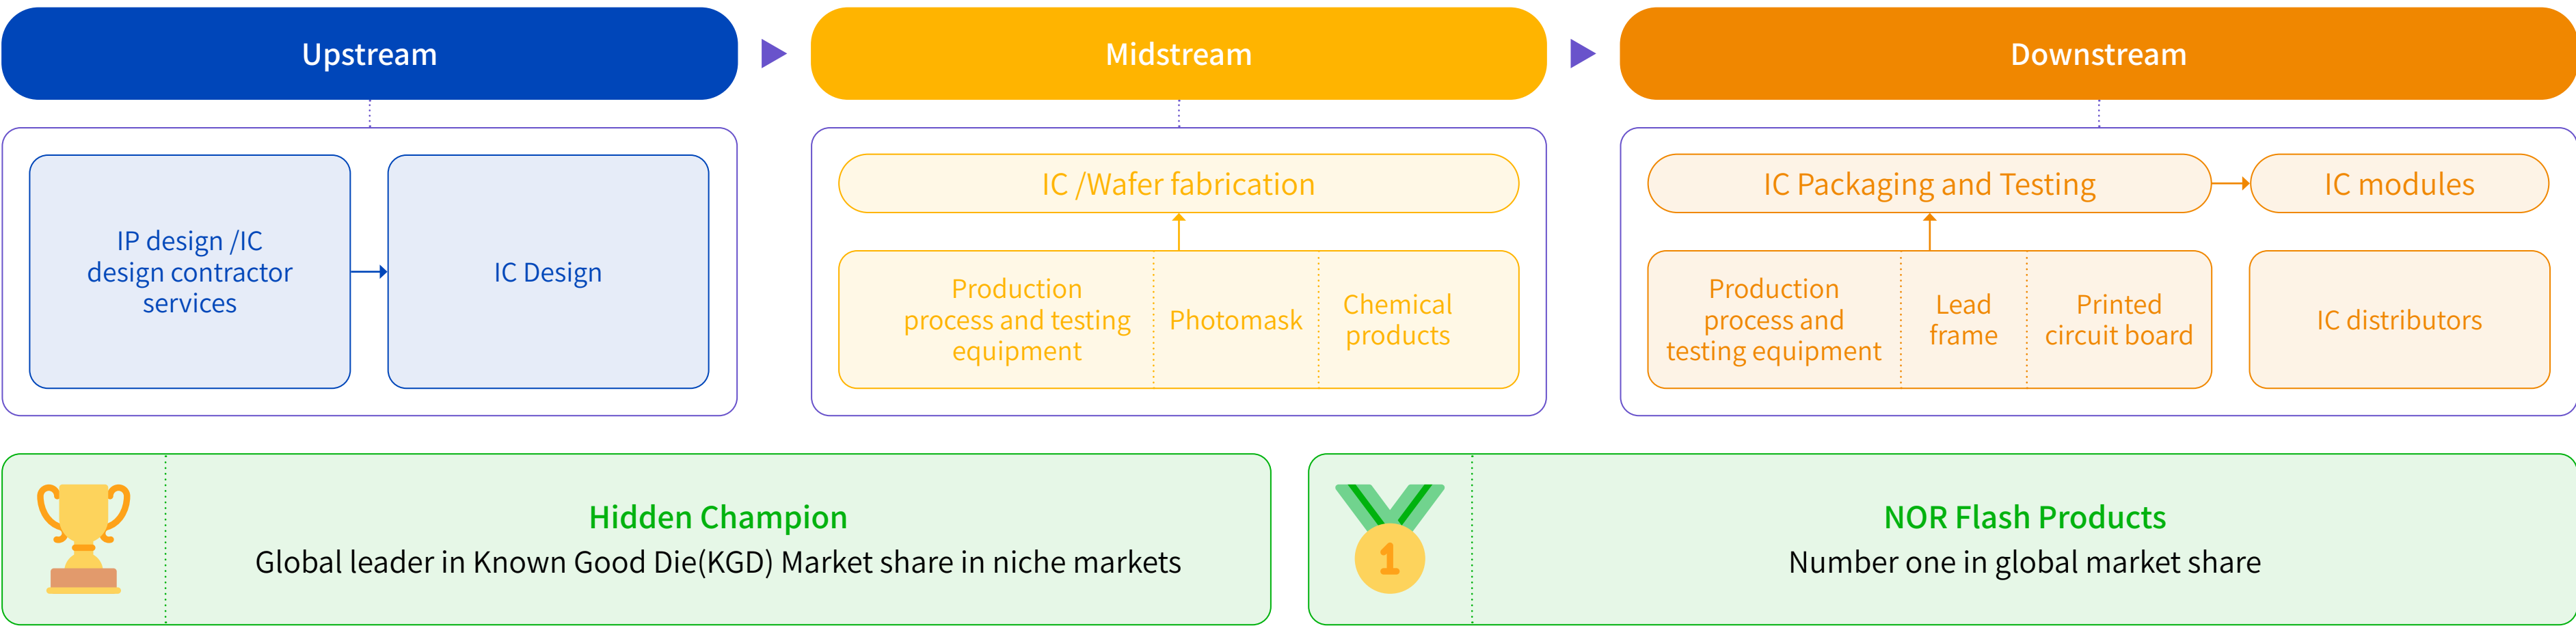 Upstream
Midstream
Downstream
IP design /IC
design contractor
services
IC Design
IC /Wafer fabrication
Production
process and testing
equipment
Photomask
Chemical
products
IC Packaging and Testing
IC modules
Production
process and
testing equipment
Lead
frame
Printed
circuit board
IC distributors
Hidden Champion
Global leader in Known Good Die(KGD) Market share in niche markets
1
NOR Flash Products
Number one in global market share